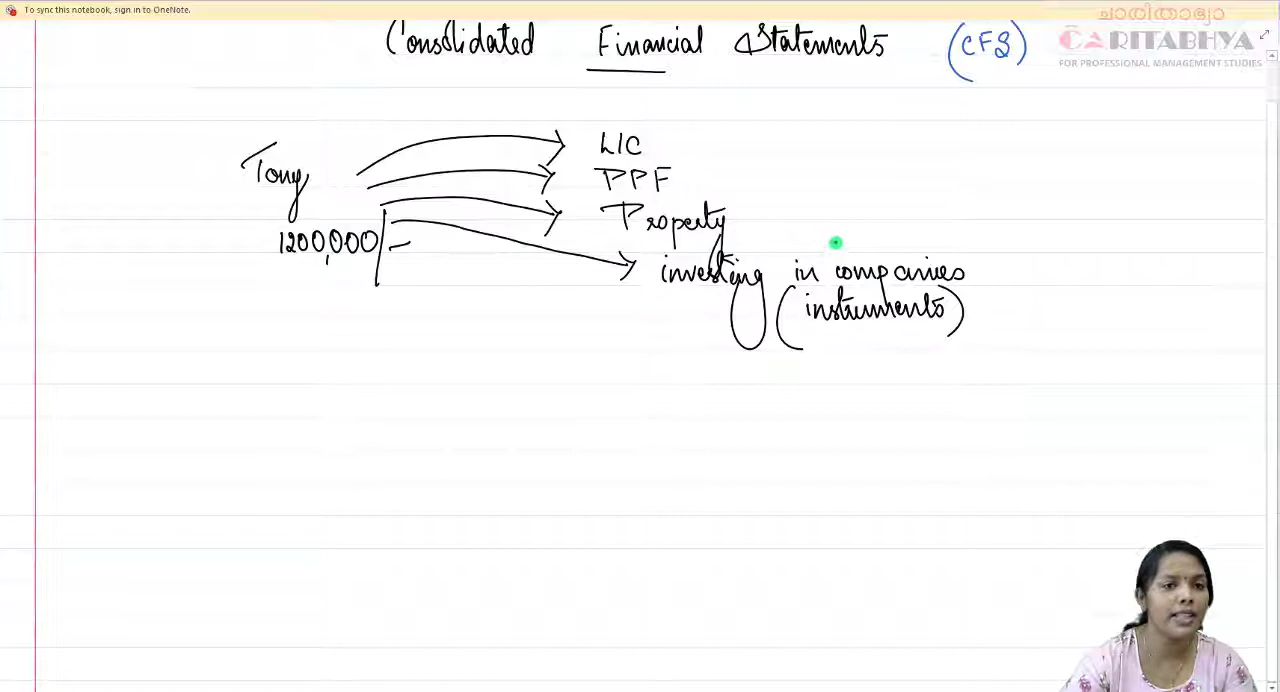 To sync this notebook, sign in to OneNote.
ചാരിതാഭ്യാ
CARITABHYA
FOR PROFESSIONAL MANAGEMENT STUDIES
Consolidated Financial Statements (CFS)
Tony
1200,000
LIC
PPF
Property
investing in companies
(instruments)